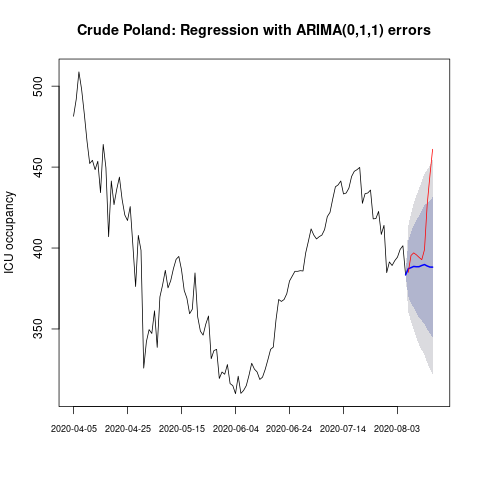 Crude Poland: Regression with ARIMA(0,1,1) errors
ICU occupancy
500
450
400
350
2020-04-05 2020-04-25 2020-05-15 2020-06-04 2020-06-24 2020-07-14 2020-08-03